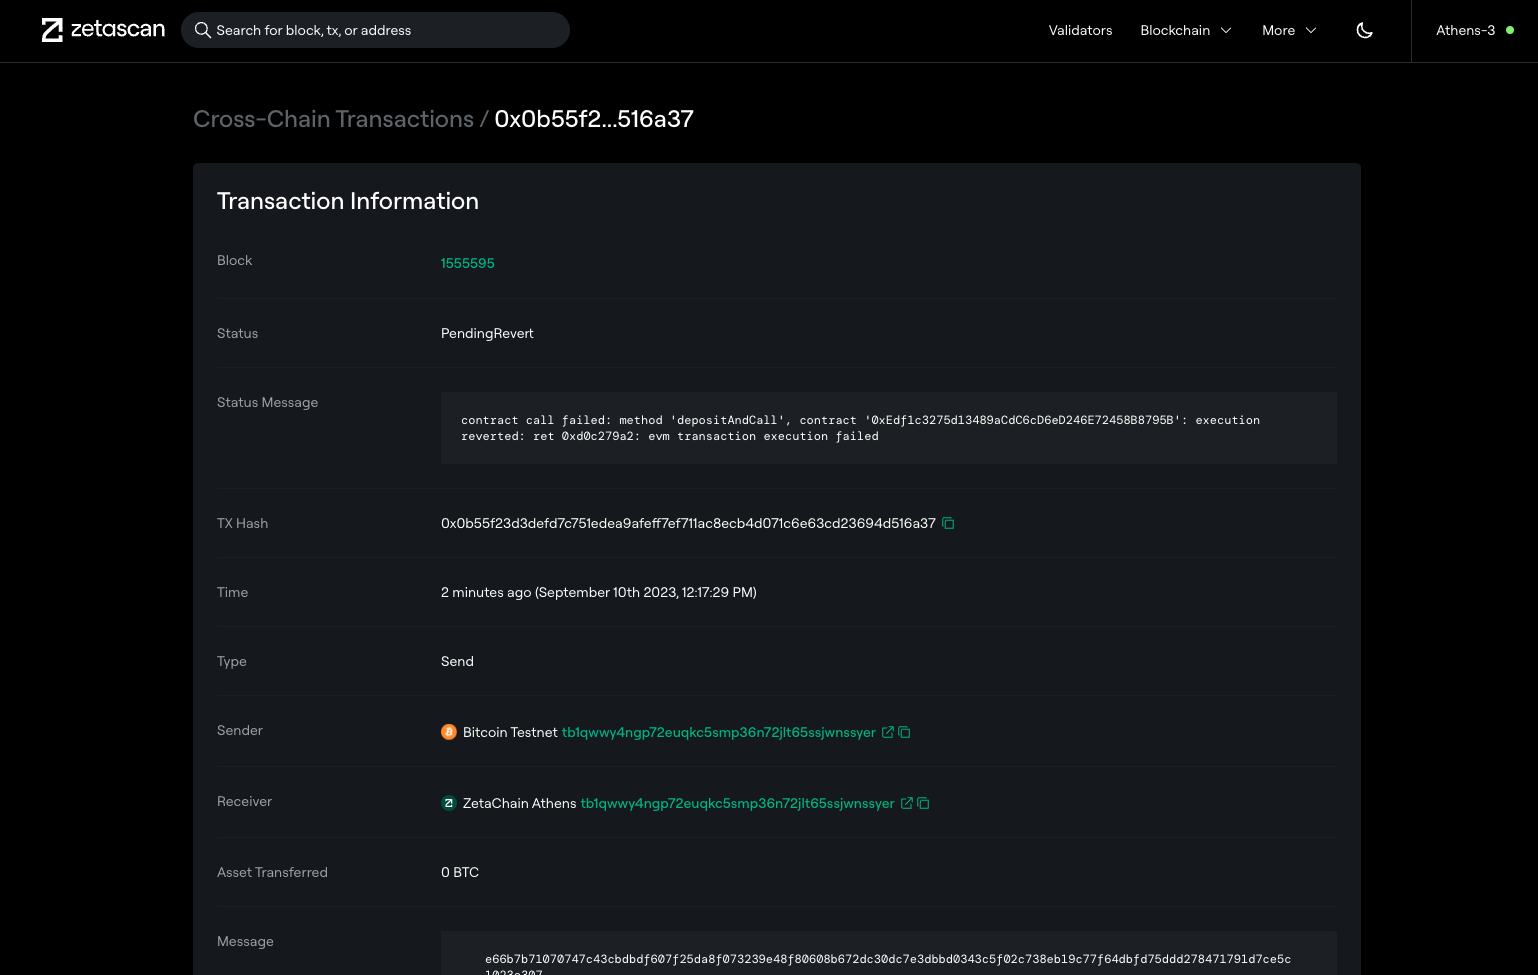 zetascan
Search for block, tx, or address
Validators
Blockchain
More
Athens-3
Cross-Chain Transactions / 0x0b55f2...516a37
Transaction Information
Block
1555595
Status
PendingRevert
Status Message
contract call failed: method 'depositAndCall', contract '0xEdf1c3275d13489aCdC6cD6eD246E72458B8795B': execution
reverted: ret 0xd0c279a2: evm transaction execution failed
TX Hash
0x0b55f23d3defd7c751edea9afeff7ef711ac8ecb4d071c6e63cd23694d516a37
Time
2 minutes ago (September 10th 2023, 12:17:29 PM)
Type
Send
Sender
Bitcoin Testnet tb1qwwy4ngp72euqkc5smp36n72jlt65ssjwnssyer
Receiver
ZetaChain Athens tb1qwwy4ngp72euqkc5smp36n72jlt65ssjwnssyer
Asset Transferred
0 BTC
Message
e66b7b71070747c43cbdbdf607f25da8f073239e48f80608b672dc30dc7e3dbbd0343c5f02c738eb19c77f64dbfd75ddd278471791d7ce5c